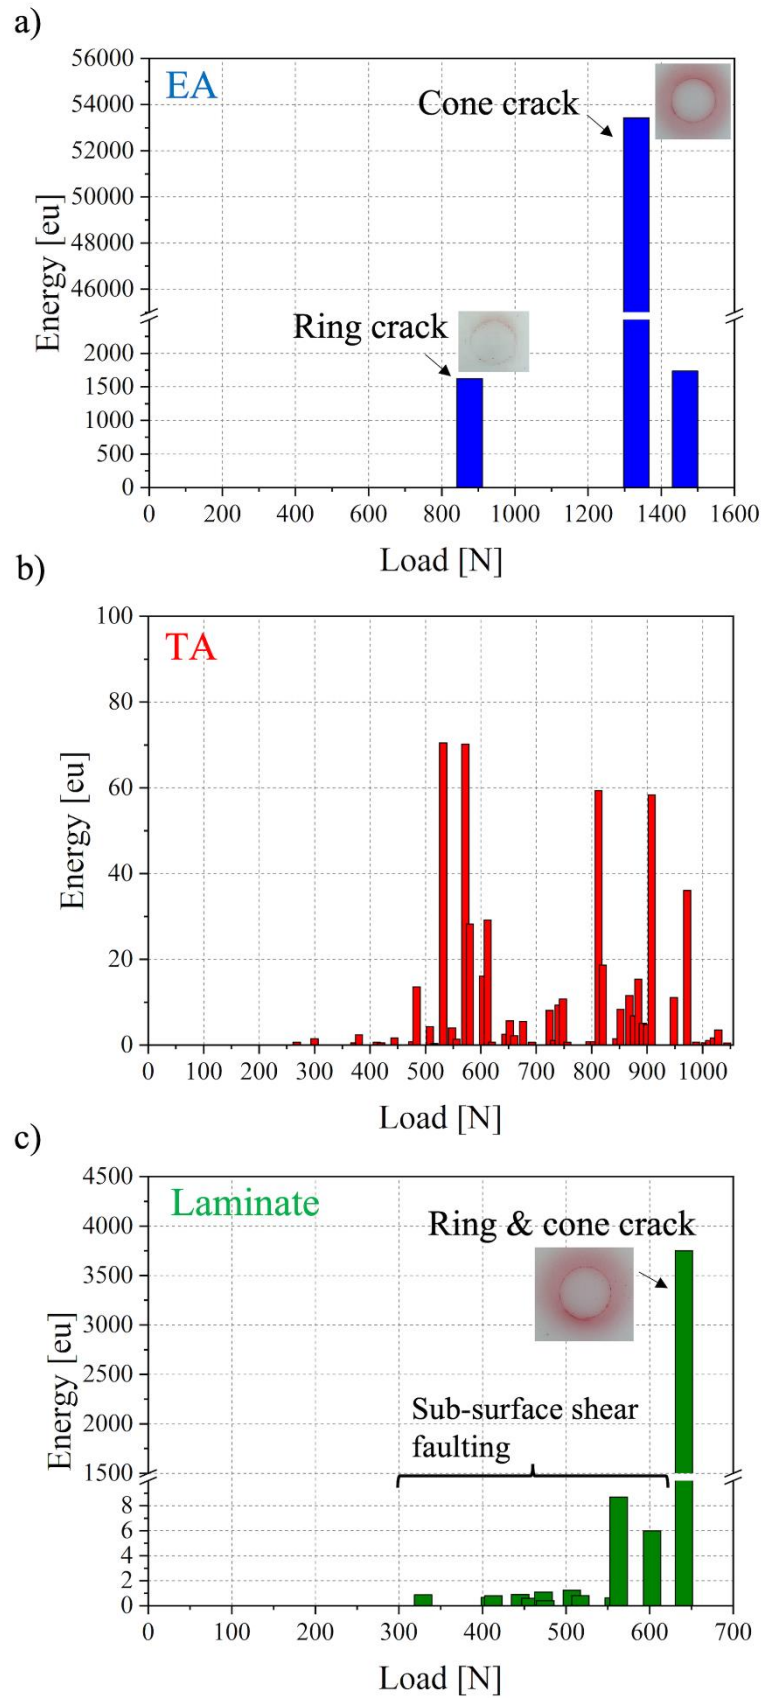 a)
EA
Cone crack
Ring crack
Energy [eu]
56000
54000
52000
50000
48000
46000
2000
1500
1000
500
0
0 200 400 600 800 1000 1200 1400 1600
Load [N]
b)
TA
Energy [eu]
100
80
60
40
20
0
0 100 200 300 400 500 600 700 800 900 1000
Load [N]
c)
Laminate
Ring & cone crack
Sub-surface shear
faulting
Energy [eu]
4500
4000
3500
3000
2500
2000
1500
8
6
4
2
0
0 100 200 300 400 500 600 700
Load [N]